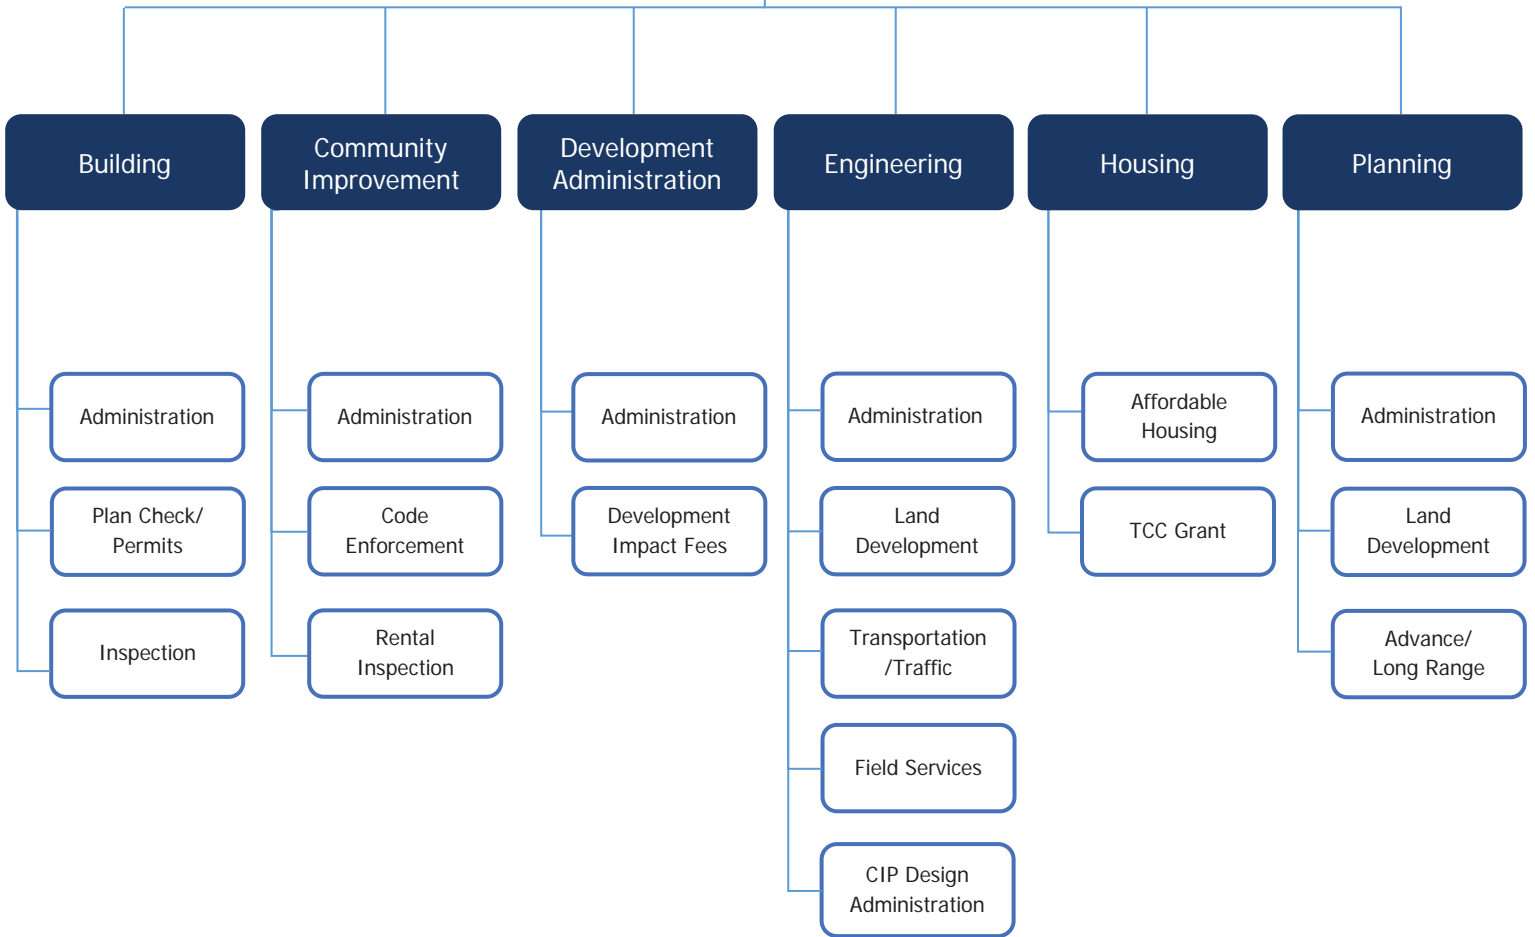 Building
Community
Improvement
Development
Administration
Engineering
Housing
Planning
Administration
Plan Check/
Permits
Inspection
Administration
Code
Enforcement
Rental
Inspection
Administration
Development
Impact Fees
Administration
Land
Development
Transportation
/Traffic
Field Services
CIP Design
Administration
Affordable
Housing
TCC Grant
Administration
Land
Development
Advance/
Long Range